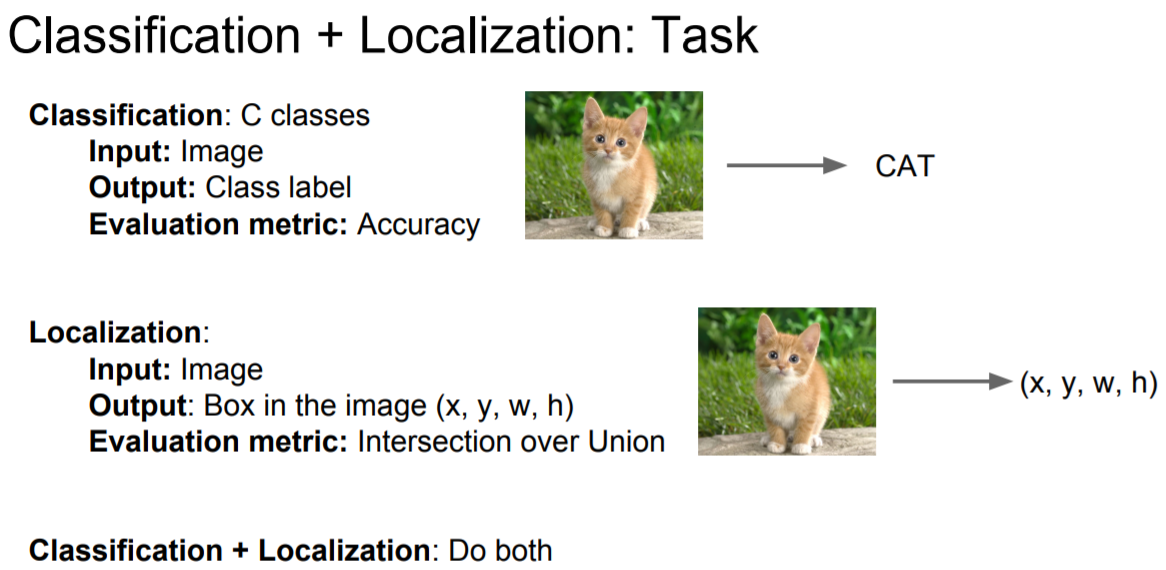 Classification + Localization: Task
Classification: C classes
Input: Image
Output: Class label
Evaluation metric: Accuracy
CAT
Localization:
Input: Image
Output: Box in the image (x, y, w, h)
Evaluation metric: Intersection over Union
(x, y, w, h)
Classification + Localization: Do both